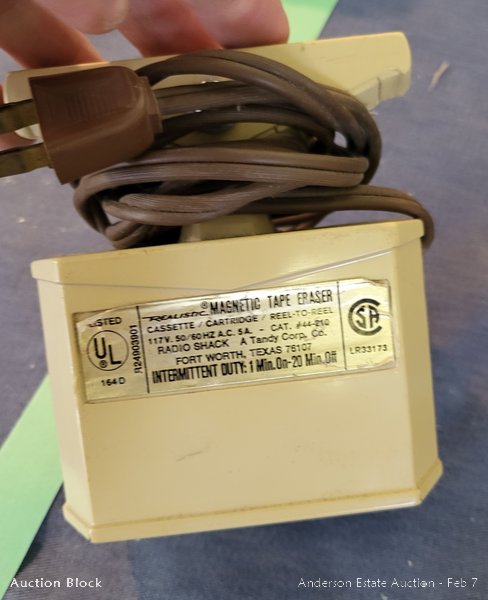 LISTED
UL
164D
R24903901
REALISTIC® MAGNETIC TAPE ERASER
CASSETTE / CARTRIDGE / REEL-TO-REEL
117V. 50/60HZ A.C. 5A. - CAT. #44-210
RADIO SHACK A Tandy Corp. Co.
FORT WORTH, TEXAS 76107
INTERMITTENT DUTY: 1 Min. On-20 Min. Off
SA
LR33173
Auction Block
Anderson Estate Auction - Feb 7